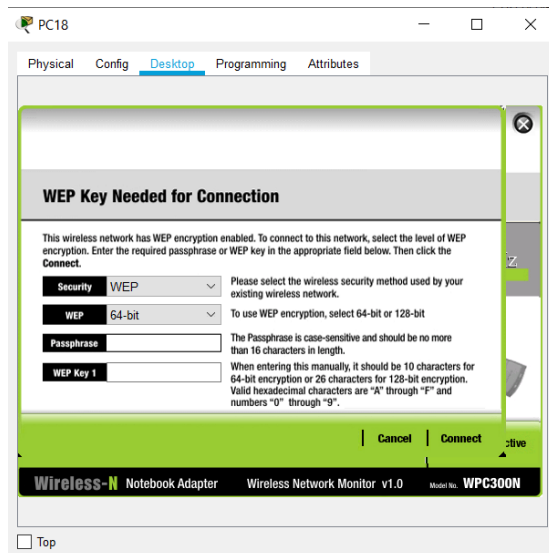 PC18
Physical Config Desktop Programming Attributes
WEP Key Needed for Connection
This wireless network has WEP encryption enabled. To connect to this network, select the level of WEP
encryption. Enter the required passphrase or WEP key in the appropriate field below. Then click the
Connect.
Security WEP Please select the wireless security method used by your
existing wireless network.
WEP 64-bit To use WEP encryption, select 64-bit or 128-bit
Passphrase The Passphrase is case-sensitive and should be no more
than 16 characters in length.
WEP Key 1 When entering this manually, it should be 10 characters for
64-bit encryption or 26 characters for 128-bit encryption.
Valid hexadecimal characters are "A" through "F" and
numbers "0" through "9".
Cancel Connect
Wireless-N Notebook Adapter Wireless Network Monitor v1.0 Model No. WPC300N
Top